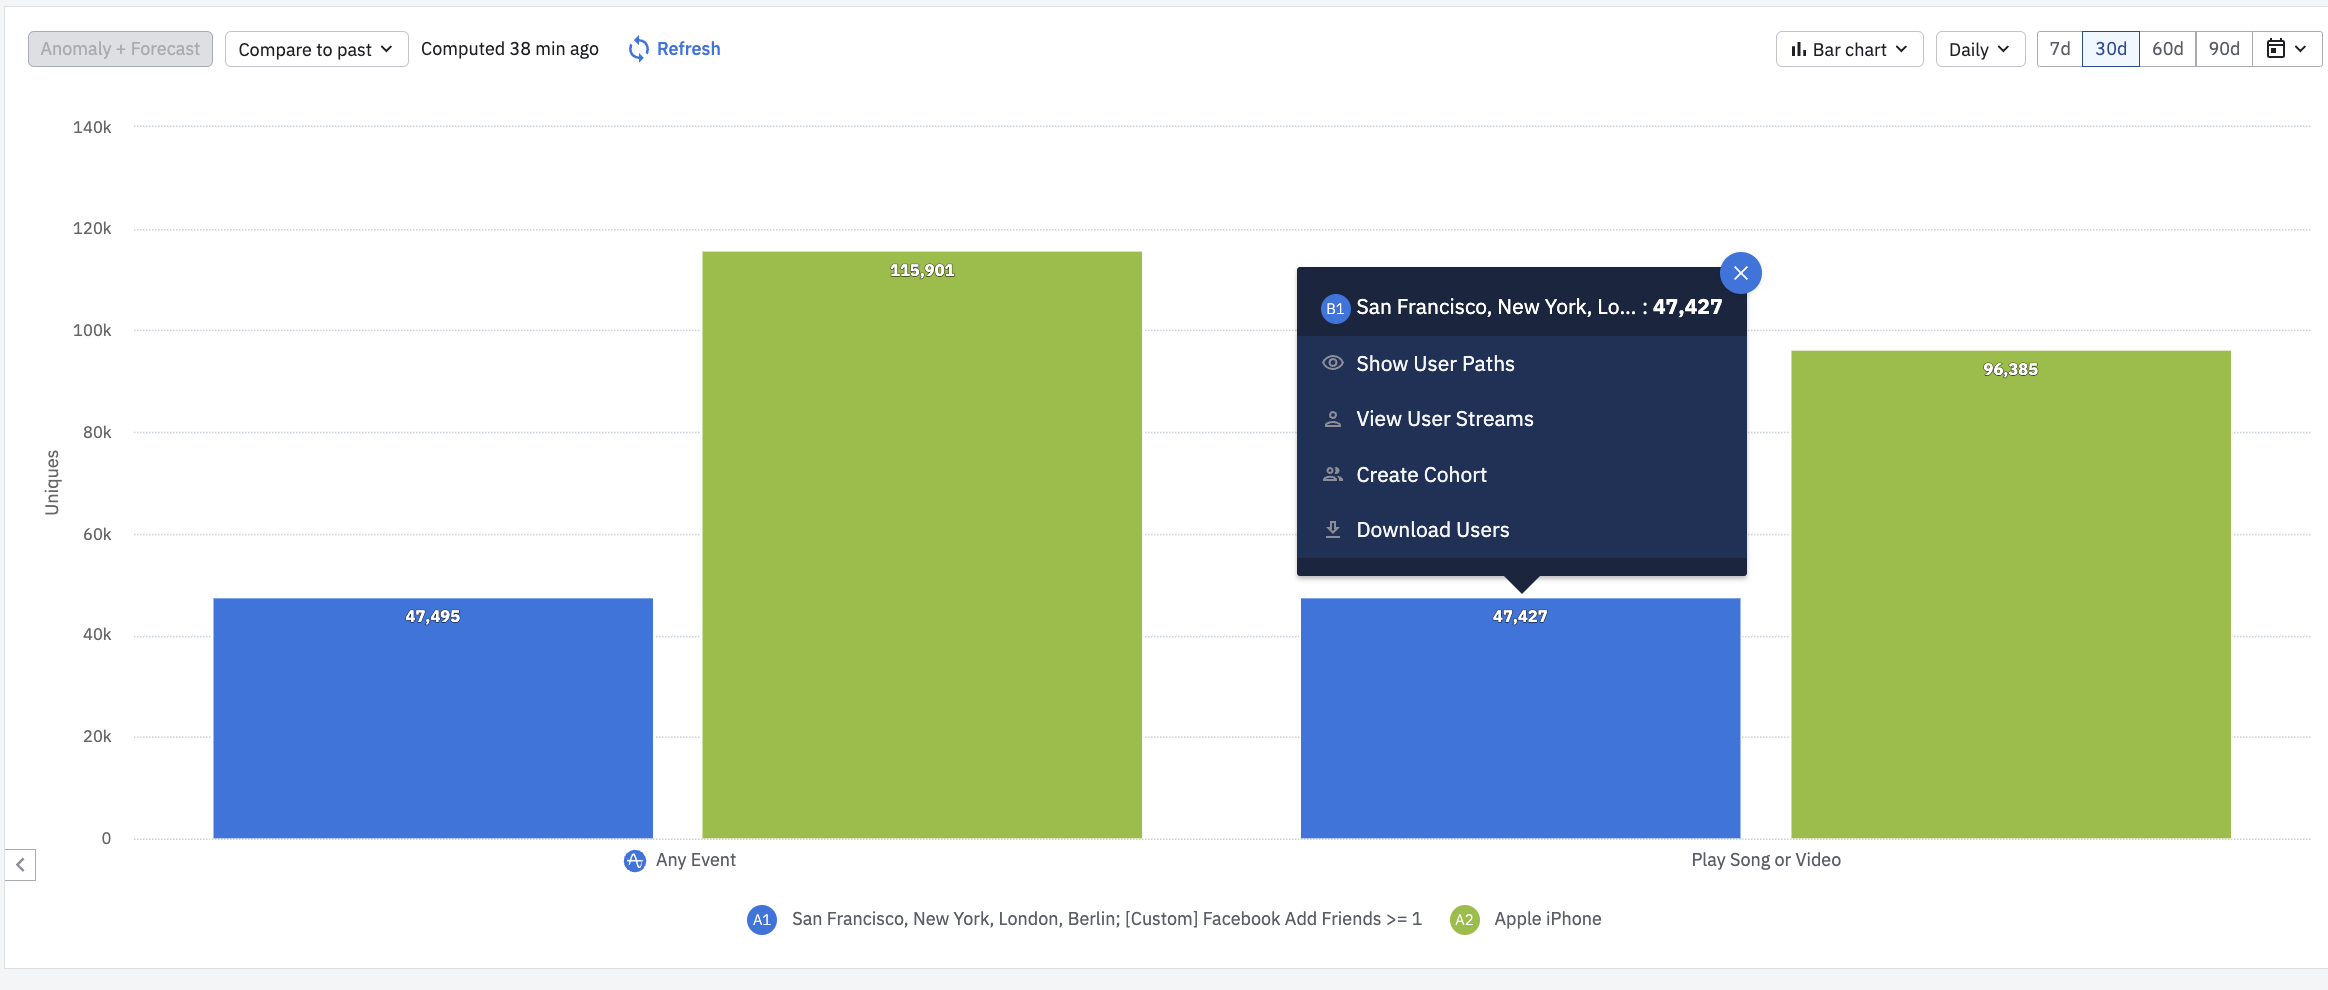 Anomaly + Forecast
Compare to past
Computed 38 min ago
Refresh
Bar chart
Daily
7d
30d
60d
90d
140k
120k
100k
80k
60k
40k
20k
0
Uniques
47,495
115,901
47,427
96,385
B1 San Francisco, New York, Lo... : 47,427
Show User Paths
View User Streams
Create Cohort
Download Users
Any Event
Play Song or Video
A1 San Francisco, New York, London, Berlin; [Custom] Facebook Add Friends >= 1
A2 Apple iPhone